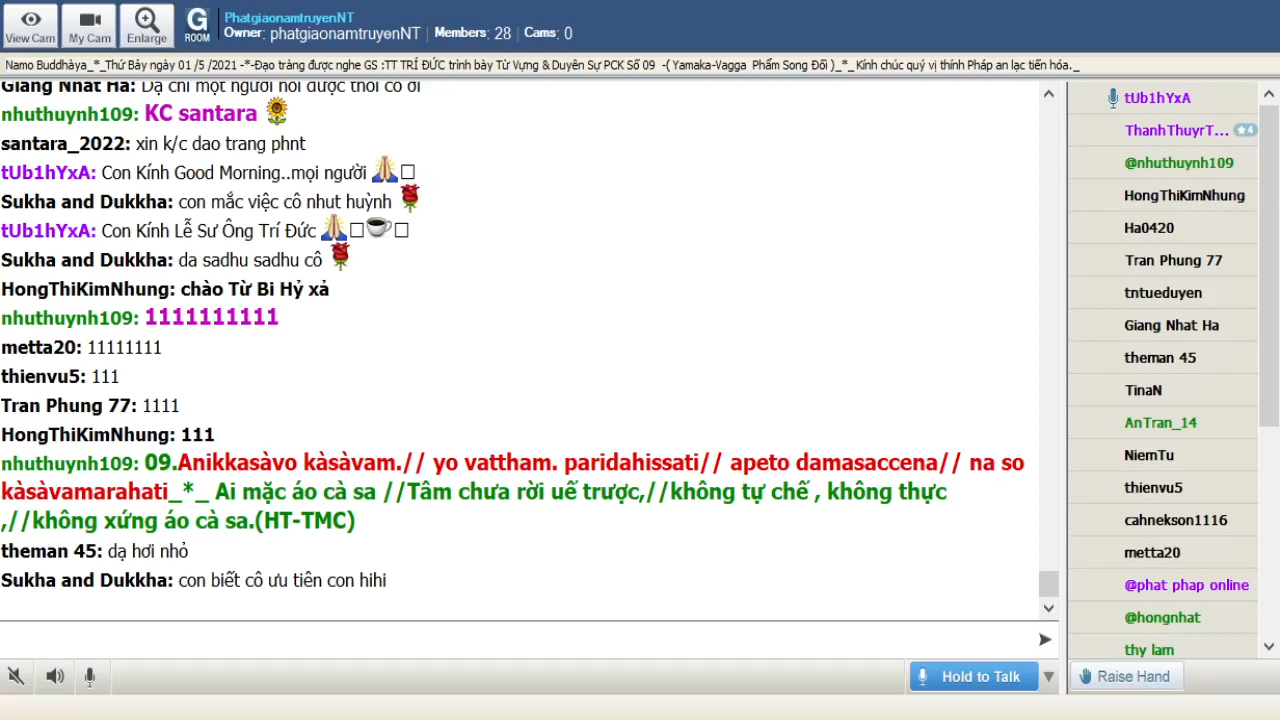 View Cam
My Cam
Enlarge
G
ROOM
PhatgiaonamtruyenNT
Owner: phatgiaonamtruyenNT | Members: 28 | Cams: 0
Namo Buddhàya_*_Thứ Bảy ngày 01 /5 /2021 -*-Đạo tràng được nghe GS :TT TRÍ ĐỨC trình bày Từ Vựng & Duyên Sự PCK Số 09 -( Yamaka-Vagga Phẩm Song Đối )_*_Kính chúc quý vị thính Pháp an lạc tiến hóa._
Giang Nhat Ha: Dạ chỉ một người nói được thôi cô ơi
nhuthuynh109: KC santara
santara_2022: xin k/c dao trang phnt
tUb1hYxA: Con Kính Good Morning..mọi người
Sukha and Dukkha: con mắc việc cô nhut huỳnh
tUb1hYxA: Con Kính Lễ Sư Ông Trí Đức
Sukha and Dukkha: da sadhu sadhu cô
HongThiKimNhung: chào Từ Bi Hỷ xả
nhuthuynh109: 1111111111
metta20: 11111111
thienvu5: 111
Tran Phung 77: 1111
HongThiKimNhung: 111
nhuthuynh109: 09.Anikkasàvo kàsàvam.// yo vattham. paridahissati// apeto damasaccena// na so
kàsàvamarahati_*_ Ai mặc áo cà sa //Tâm chưa rời uế trược,//không tự chế , không thực
,//không xứng áo cà sa.(HT-TMC)
theman 45: dạ hơi nhỏ
Sukha and Dukkha: con biết cô ưu tiên con hihi
Hold to Talk
tUb1hYxA
ThanhThuyrT... 4
@nhuthuynh109
HongThiKimNhung
Ha0420
Tran Phung 77
tntueduyen
Giang Nhat Ha
theman 45
TinaN
AnTran_14
NiemTu
thienvu5
cahnekson1116
metta20
@phat phap online
@hongnhat
thy lam
Raise Hand